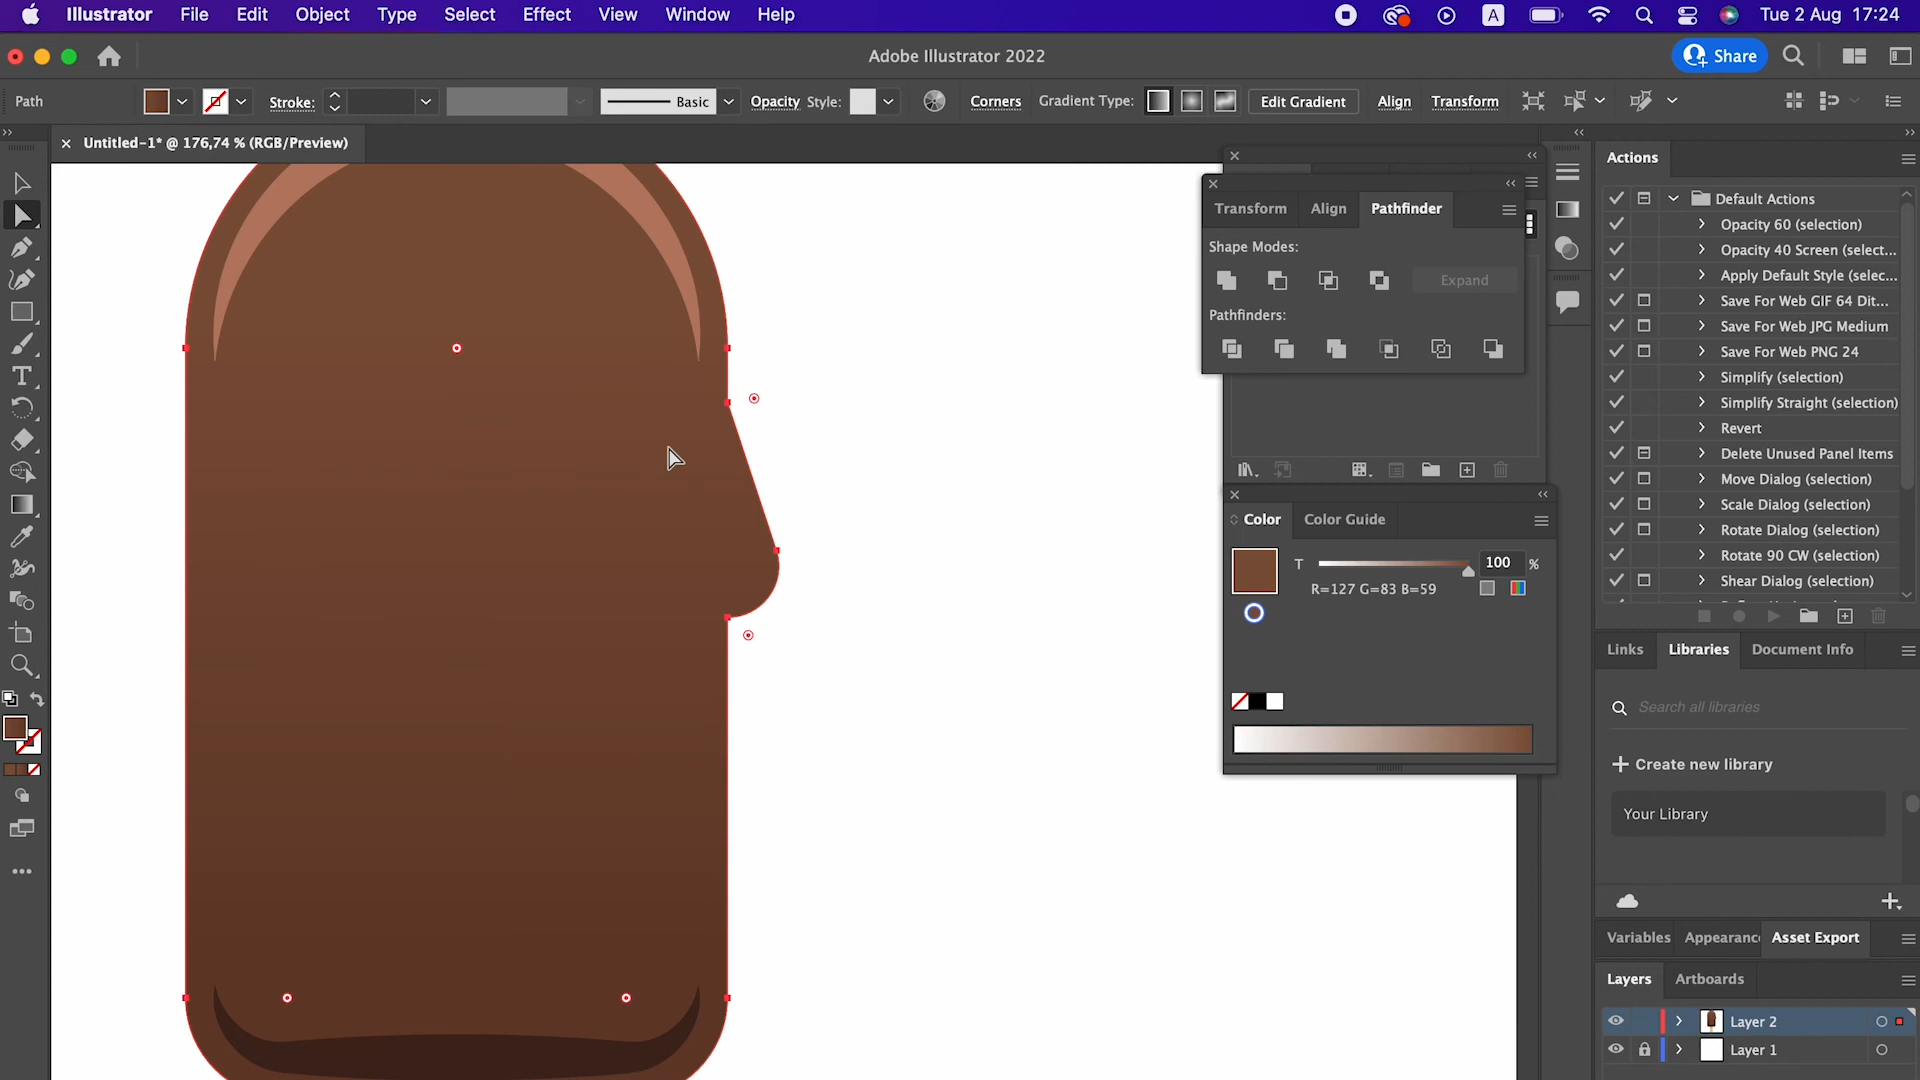 Illustrator File Edit Object Type Select Effect View Window Help
A
Tue 2 Aug 17:24
Adobe Illustrator 2022
Share
Path
Stroke:
Basic
Opacity Style:
Corners
Gradient Type:
Edit Gradient
Align
Transform
Untitled-1* @ 176,74 % (RGB/Preview)
Transform Align Pathfinder
Shape Modes:
Expand
Pathfinders:
Color Color Guide
T 100 %
R=127 G=83 B=59
Actions
Default Actions
Opacity 60 (selection)
Opacity 40 Screen (select...
Apply Default Style (selec...
Save For Web GIF 64 Dit...
Save For Web JPG Medium
Save For Web PNG 24
Simplify (selection)
Simplify Straight (selection)
Revert
Delete Unused Panel Items
Move Dialog (selection)
Scale Dialog (selection)
Rotate Dialog (selection)
Rotate 90 CW (selection)
Shear Dialog (selection)
Links Libraries Document Info
Search all libraries
Create new library
Your Library
Variables Appearanc Asset Export
Layers Artboards
Layer 2
Layer 1